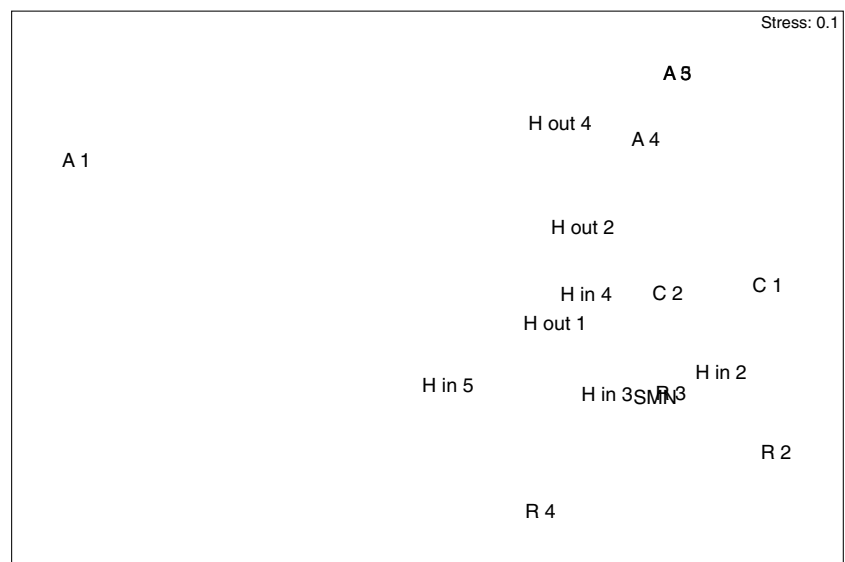 Stress: 0.1
A 3
H out 4
A 4
A 1
H out 2
C 1
H in 4
C 2
H out 1
H in 2
H in 5
H in 3
SMN
R 3
R 2
R 4